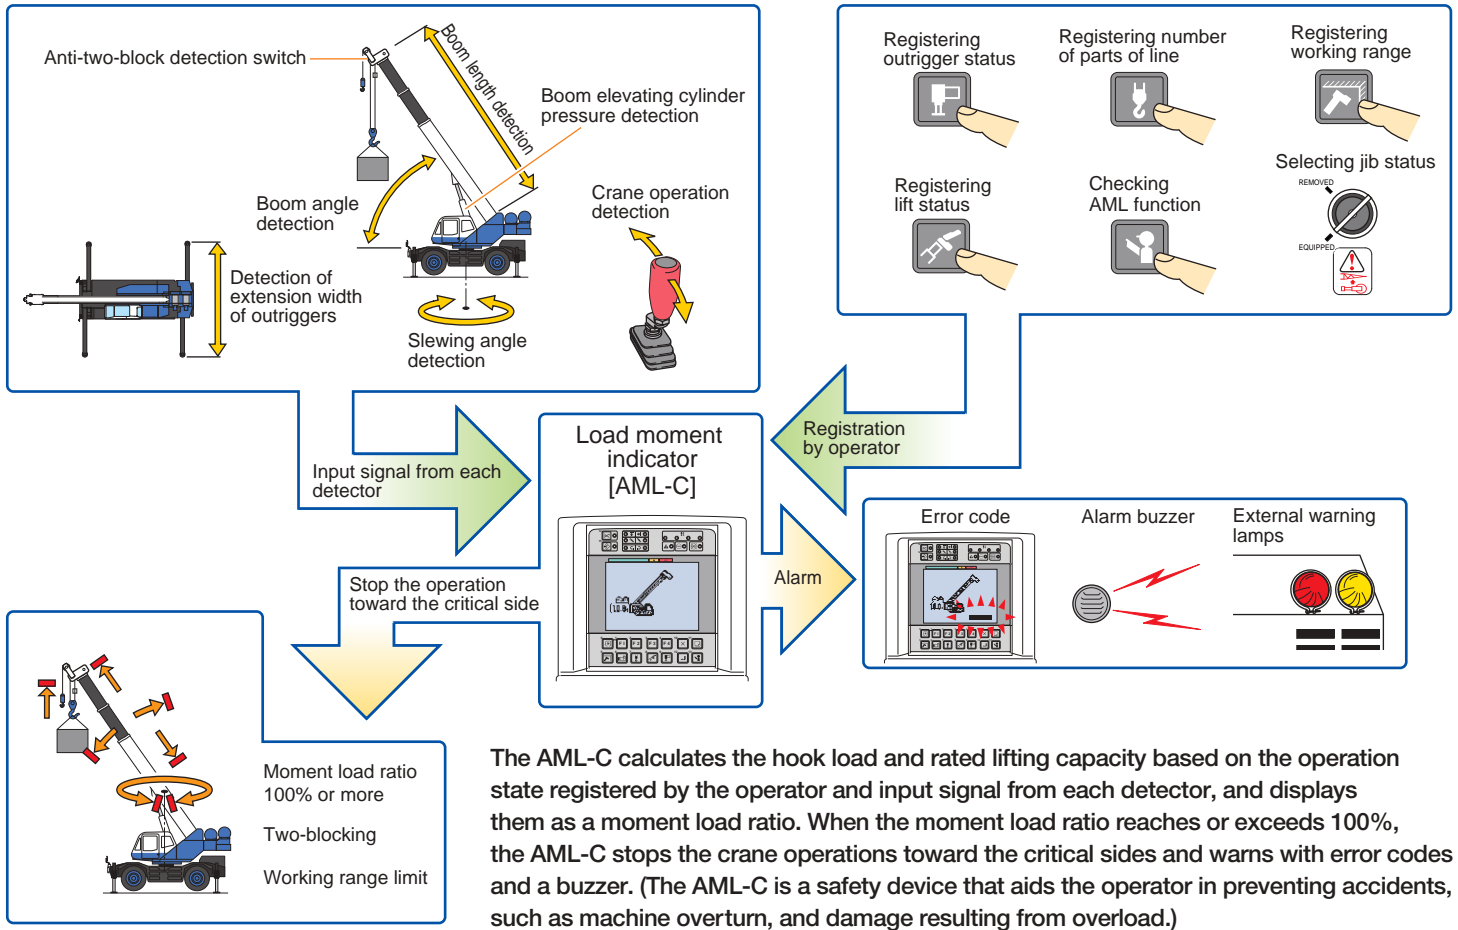 Anti-two-block detection switch
Boom length detection
Boom elevating cylinder
pressure detection
Boom angle
detection
Crane operation
detection
Detection of
extension width
of outriggers
Slewing angle
detection
Registering
outrigger status
Registering number
of parts of line
Registering
working range
Registering
lift status
Checking
AML function
Selecting jib status
REMOVED
EQUIPPED
Input signal from each
detector
Load moment
indicator
[AML-C]
Registration
by operator
Stop the operation
toward the critical side
Alarm
Error code
Alarm buzzer
External warning
lamps
Moment load ratio
100% or more
Two-blocking
Working range limit
The AML-C calculates the hook load and rated lifting capacity based on the operation
state registered by the operator and input signal from each detector, and displays
them as a moment load ratio. When the moment load ratio reaches or exceeds 100%,
the AML-C stops the crane operations toward the critical sides and warns with error codes
and a buzzer. (The AML-C is a safety device that aids the operator in preventing accidents,
such as machine overturn, and damage resulting from overload.)